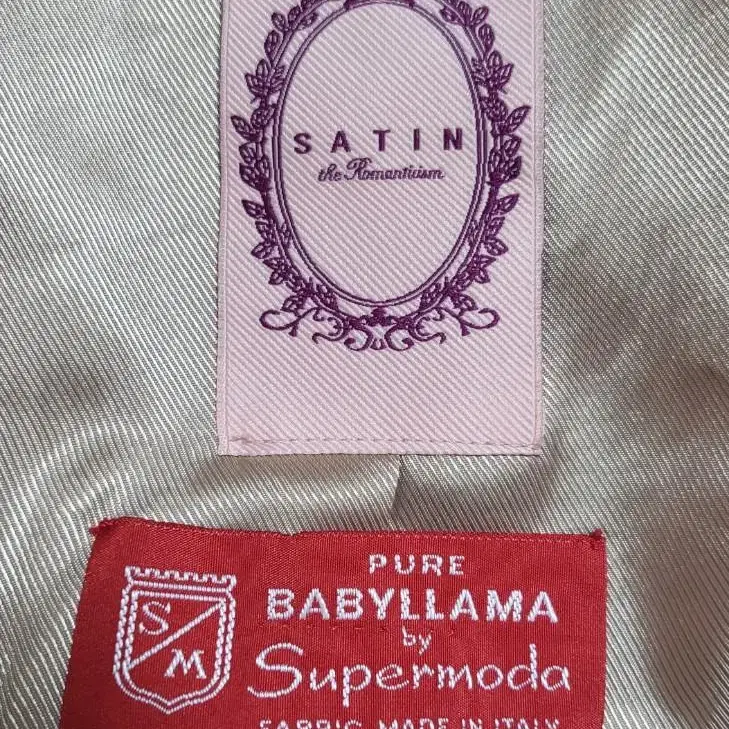 SATIN
the Romanticism
PURE
BABYLLAMA
by
S
M
Supermoda
FABRIC MADE IN ITALY